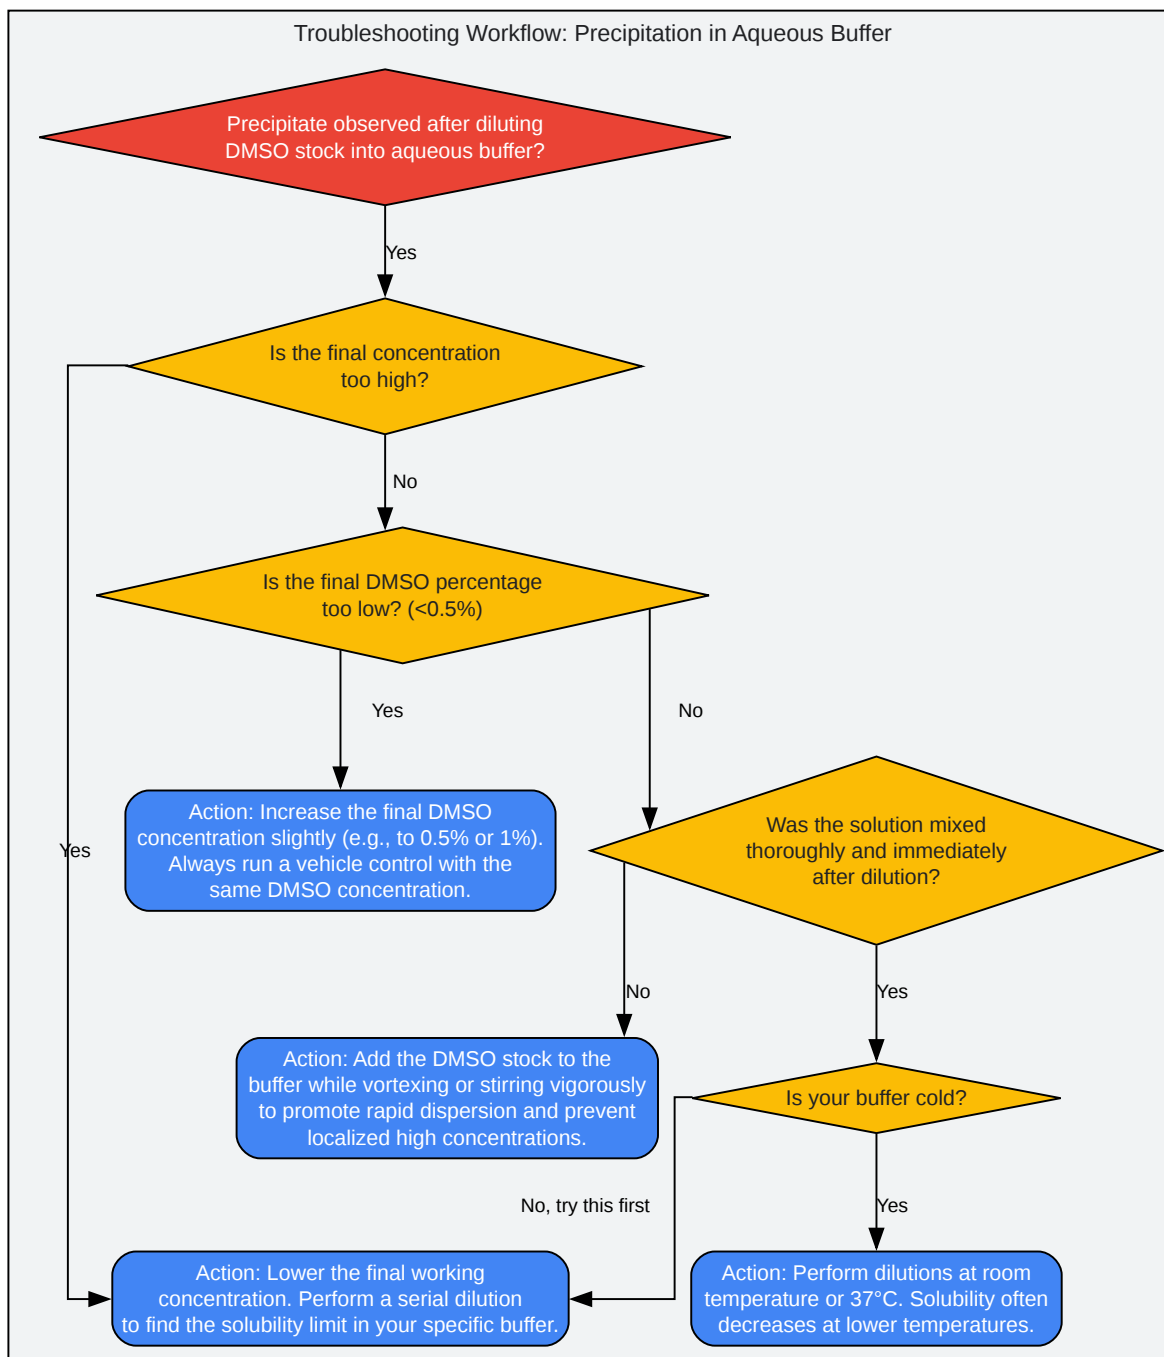 Troubleshooting Workflow: Precipitation in Aqueous Buffer
Precipitate observed after diluting
DMSO stock into aqueous buffer?
Yes
Is the final concentration
too high?
No
Is the final DMSO percentage
too low? (<0.5%)
Yes
No
Action: Increase the final DMSO
concentration slightly (e.g., to 0.5% or 1%).
Always run a vehicle control with the
same DMSO concentration.
Yes
Was the solution mixed
thoroughly and immediately
after dilution?
No
Yes
Action: Add the DMSO stock to the
buffer while vortexing or stirring vigorously
to promote rapid dispersion and prevent
localized high concentrations.
Is your buffer cold?
No, try this first
Yes
Action: Lower the final working
concentration. Perform a serial dilution
to find the solubility limit in your specific buffer.
Action: Perform dilutions at room
temperature or 37°C. Solubility often
decreases at lower temperatures.